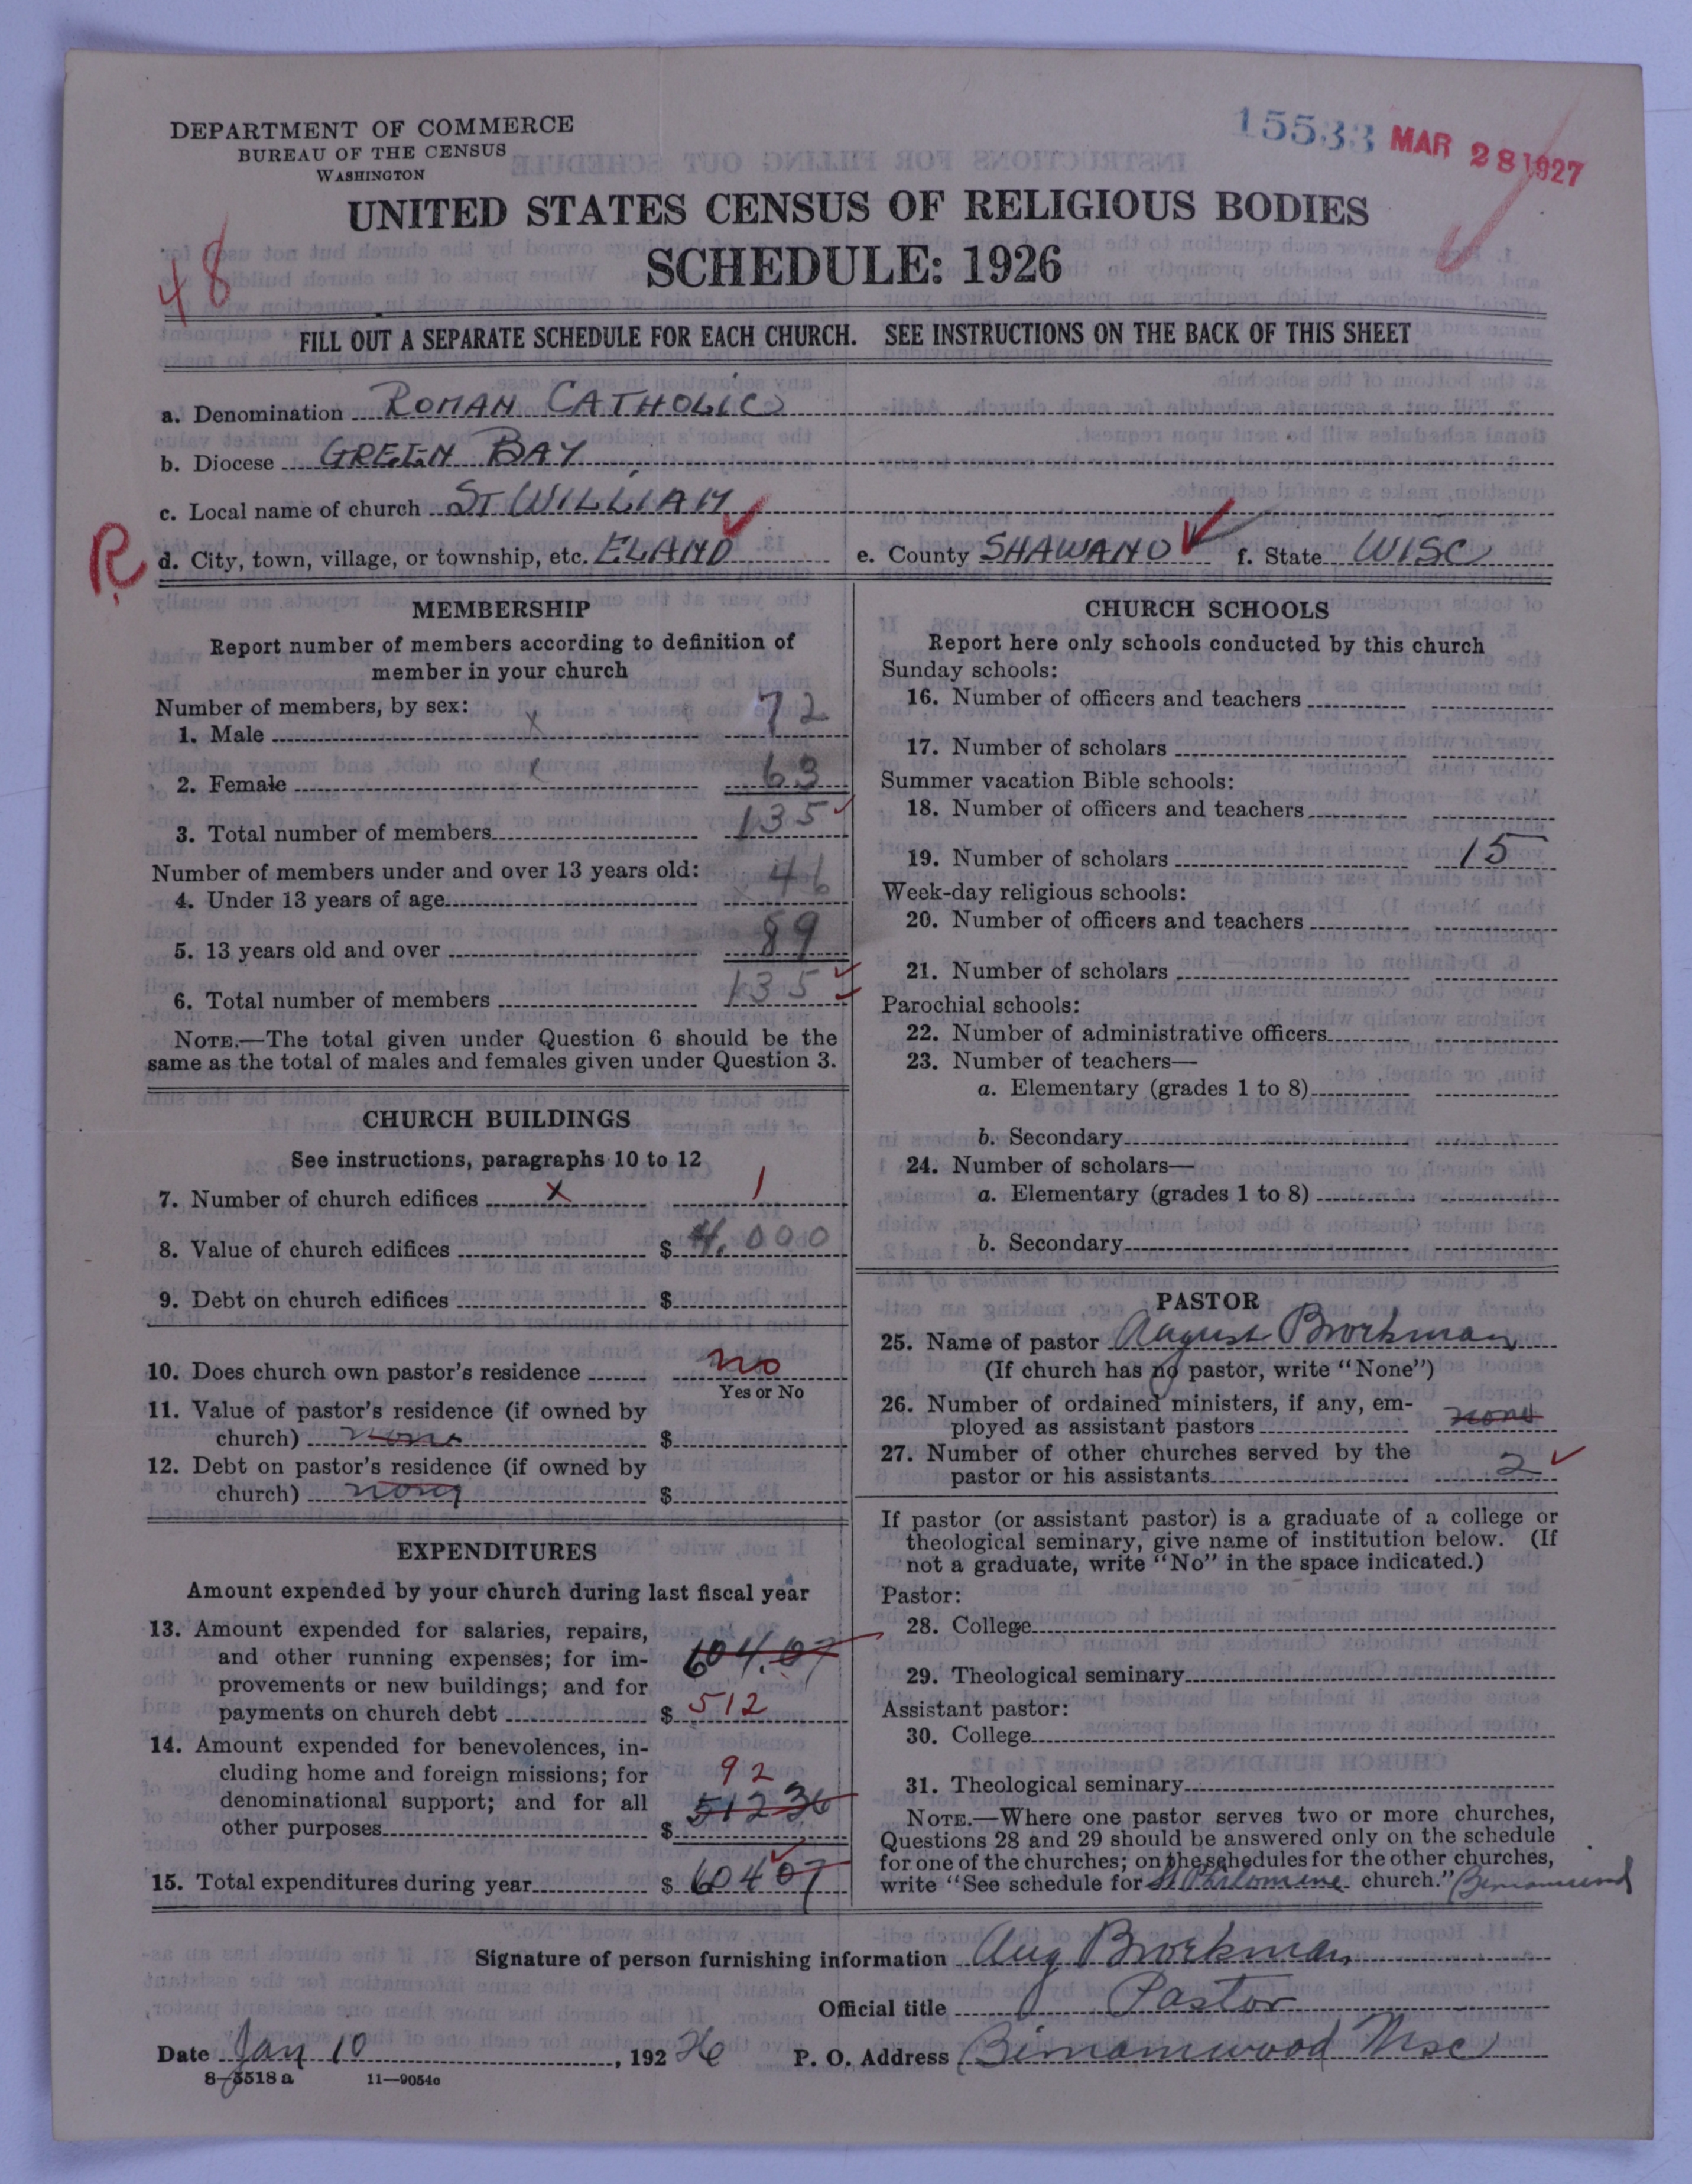 DEPARTMENT OF COMMERCE
BUREAU OF THE CENSUS
WASHINGTON
15533 MAR 28 1927
UNITED STATES CENSUS OF RELIGIOUS BODIES
SCHEDULE: 1926
48
FILL OUT A SEPARATE SCHEDULE FOR EACH CHURCH. SEE INSTRUCTIONS ON THE BACK OF THIS SHEET
a. Denomination ROMAN CATHOLIC
b. Diocese GREEN BAY
c. Local name of church ST WILLIAM
R d. City, town, village, or township, etc. ELAND e. County SHAWANO f. State WISC
MEMBERSHIP
Report number of members according to definition of
member in your church
Number of members, by sex:
1. Male x 72
2. Female x 63
3. Total number of members 135
Number of members under and over 13 years old:
4. Under 13 years of age 46
5. 13 years old and over 89
6. Total number of members 135
NOTE.—The total given under Question 6 should be the
same as the total of males and females given under Question 3.
CHURCH BUILDINGS
See instructions, paragraphs 10 to 12
7. Number of church edifices x 1
8. Value of church edifices $ 4,000
9. Debt on church edifices $
10. Does church own pastor's residence no
Yes or No
11. Value of pastor's residence (if owned by
church) none $
12. Debt on pastor's residence (if owned by
church) none $
EXPENDITURES
Amount expended by your church during last fiscal year
13. Amount expended for salaries, repairs,
and other running expenses; for im- 604.07
provements or new buildings; and for
payments on church debt $ 512
14. Amount expended for benevolences, in-
cluding home and foreign missions; for 92
denominational support; and for all 512 36
other purposes $
15. Total expenditures during year $ 604 07
CHURCH SCHOOLS
Report here only schools conducted by this church
Sunday schools:
16. Number of officers and teachers
17. Number of scholars
Summer vacation Bible schools:
18. Number of officers and teachers
19. Number of scholars 15
Week-day religious schools:
20. Number of officers and teachers
21. Number of scholars
Parochial schools:
22. Number of administrative officers
23. Number of teachers—
a. Elementary (grades 1 to 8)
b. Secondary
24. Number of scholars—
a. Elementary (grades 1 to 8)
b. Secondary
PASTOR
25. Name of pastor August Brockman
(If church has no pastor, write "None")
26. Number of ordained ministers, if any, em-
ployed as assistant pastors none
27. Number of other churches served by the
pastor or his assistants 2
If pastor (or assistant pastor) is a graduate of a college or
theological seminary, give name of institution below. (If
not a graduate, write "No" in the space indicated.)
Pastor:
28. College
29. Theological seminary
Assistant pastor:
30. College
31. Theological seminary
NOTE.—Where one pastor serves two or more churches,
Questions 28 and 29 should be answered only on the schedule
for one of the churches; on the schedules for the other churches,
write "See schedule for St Philomene church."
Signature of person furnishing information Aug Brockman
Official title Pastor
Date Jan 10, 1926 P. O. Address Birnamwood Wisc
8—5518 a 11—9054c